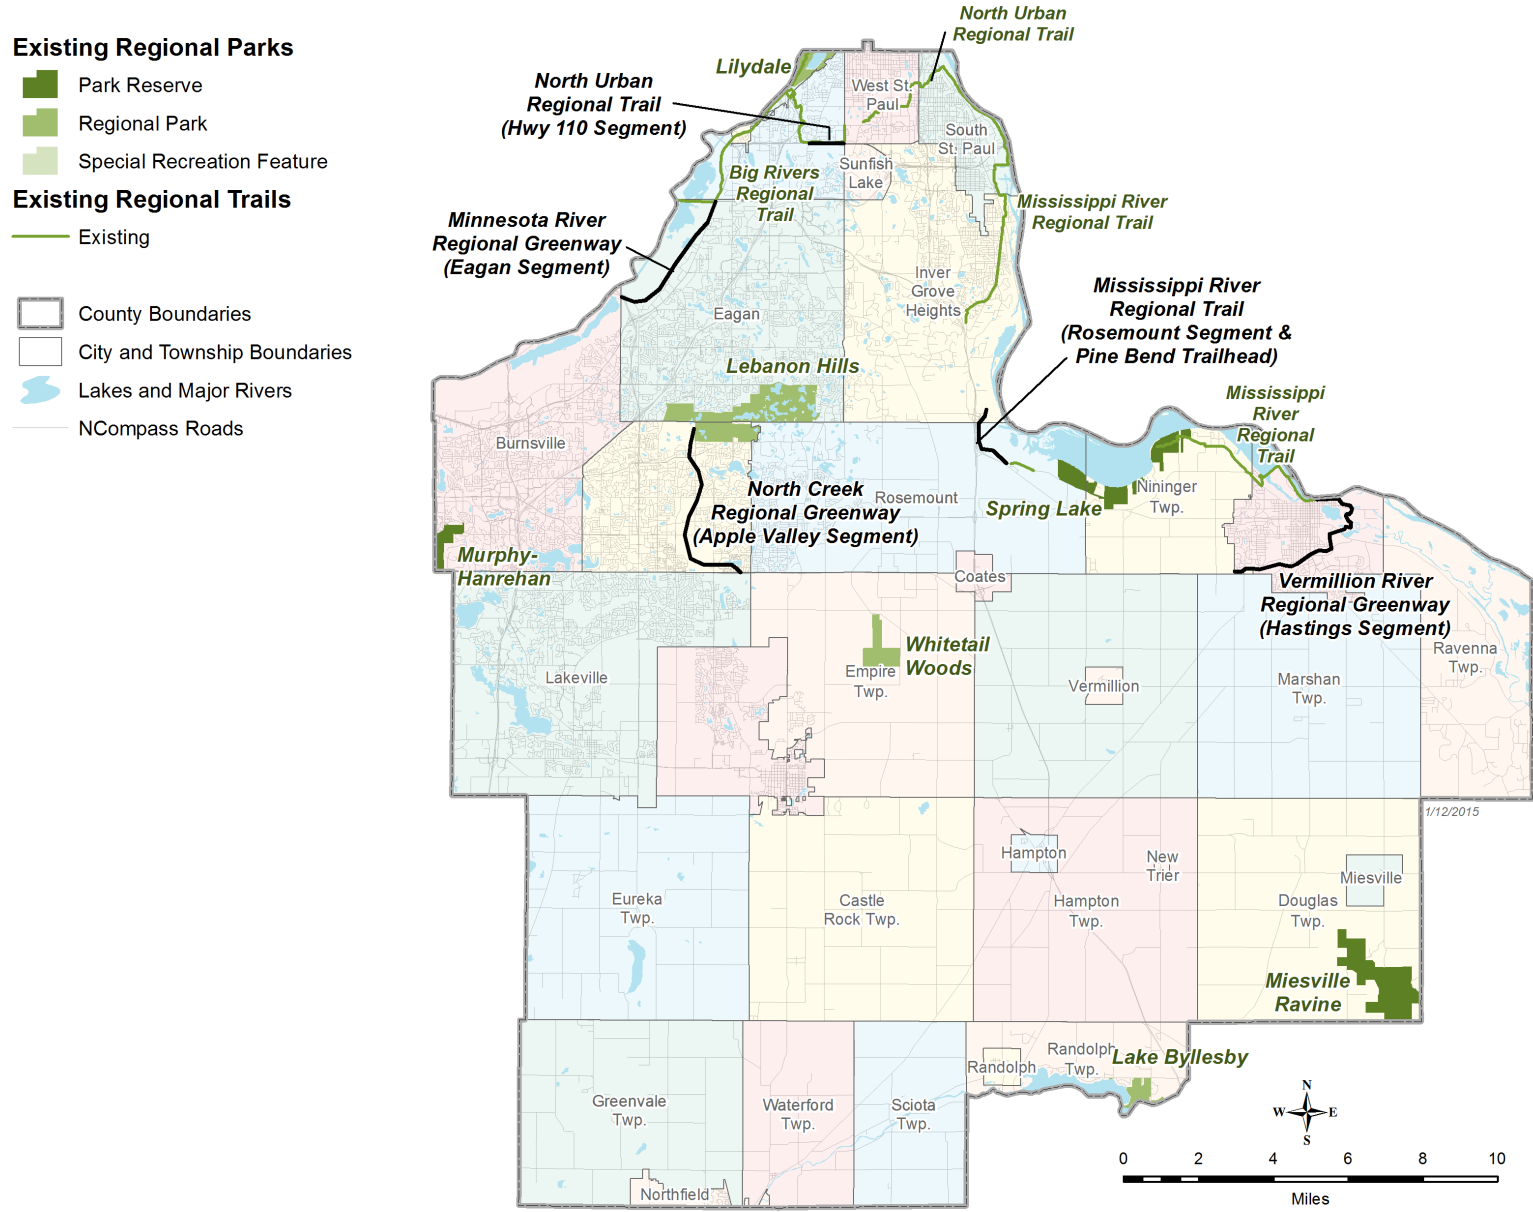 Existing Regional Parks
Park Reserve
Regional Park
Special Recreation Feature
Existing Regional Trails
Existing
County Boundaries
City and Township Boundaries
Lakes and Major Rivers
NCompass Roads
North Urban
Regional Trail
Lilydale
North Urban
Regional Trail
(Hwy 110 Segment)
West St.
Paul
South
St. Paul
Sunfish
Lake
Big Rivers
Regional
Trail
Mississippi River
Regional Trail
Minnesota River
Regional Greenway
(Eagan Segment)
Inver
Grove
Heights
Eagan
Mississippi River
Regional Trail
(Rosemount Segment &
Pine Bend Trailhead)
Lebanon Hills
Mississippi
River
Regional
Trail
Burnsville
North Creek
Regional Greenway
(Apple Valley Segment)
Rosemount
Spring Lake
Nininger
Twp.
Murphy-
Hanrehan
Coates
Vermillion River
Regional Greenway
(Hastings Segment)
Whitetail
Woods
Empire
Twp.
Lakeville
Vermillion
Marshan
Twp.
Ravenna
Twp.
1/12/2015
Hampton
New
Trier
Miesville
Eureka
Twp.
Castle
Rock Twp.
Hampton
Twp.
Douglas
Twp.
Miesville
Ravine
Randolph
Randolph
Twp.
Lake Byllesby
Greenvale
Twp.
Waterford
Twp.
Sciota
Twp.
Northfield
N
W E
S
0 2 4 6 8 10
Miles